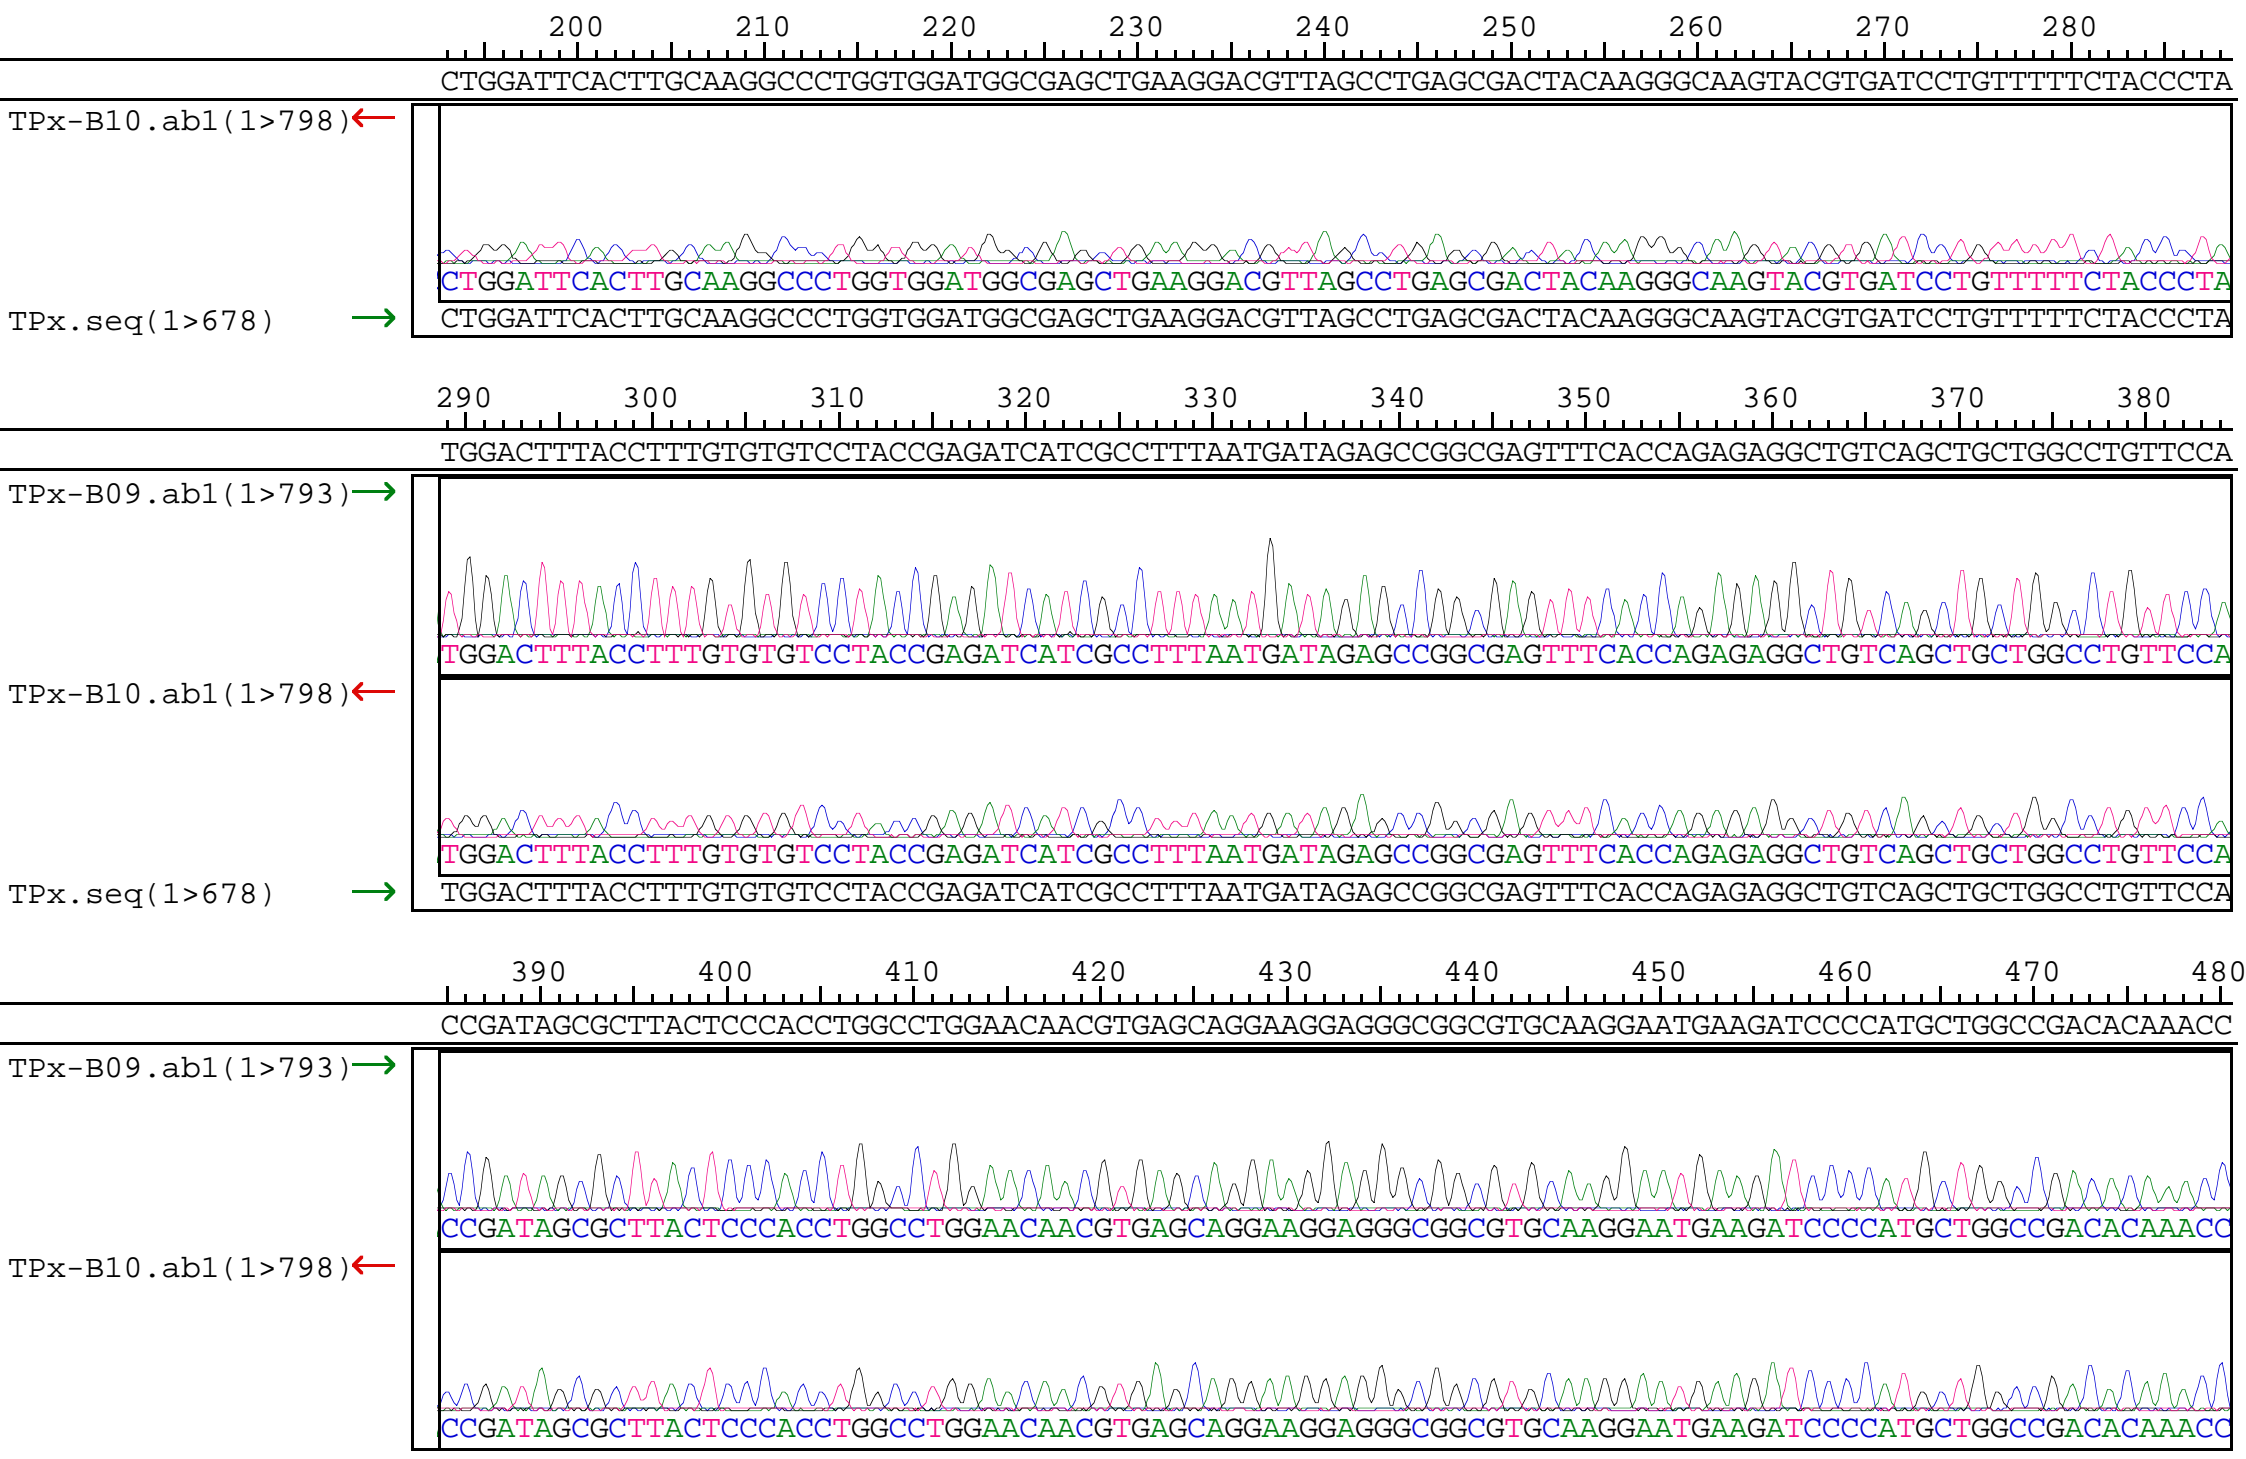 200 210 220 230 240 250 260 270 280
CTGGATTCACTTGCAAGGCCCTGGTGGATGGCGAGCTGAAGGACGTTAGCCTGAGCGACTACAAGGGCAAGTACGTGATCCTGTTTTTCTACCCTA
TPx-B10.ab1(1>798)←
CTGGATTCACTTGCAAGGCCCTGGTGGATGGCGAGCTGAAGGACGTTAGCCTGAGCGACTACAAGGGCAAGTACGTGATCCTGTTTTTCTACCCTA
TPx.seq(1>678) → CTGGATTCACTTGCAAGGCCCTGGTGGATGGCGAGCTGAAGGACGTTAGCCTGAGCGACTACAAGGGCAAGTACGTGATCCTGTTTTTCTACCCTA
290 300 310 320 330 340 350 360 370 380
TGGACTTTACCTTTGTGTGTCCTACCGAGATCATCGCCTTTAATGATAGAGCCGGCGAGTTTCACCAGAGAGGCTGTCAGCTGCTGGCCTGTTCCA
TPx-B09.ab1(1>793)→
TGGACTTTACCTTTGTGTGTCCTACCGAGATCATCGCCTTTAATGATAGAGCCGGCGAGTTTCACCAGAGAGGCTGTCAGCTGCTGGCCTGTTCCA
TPx-B10.ab1(1>798)←
TGGACTTTACCTTTGTGTGTCCTACCGAGATCATCGCCTTTAATGATAGAGCCGGCGAGTTTCACCAGAGAGGCTGTCAGCTGCTGGCCTGTTCCA
TPx.seq(1>678) → TGGACTTTACCTTTGTGTGTCCTACCGAGATCATCGCCTTTAATGATAGAGCCGGCGAGTTTCACCAGAGAGGCTGTCAGCTGCTGGCCTGTTCCA
390 400 410 420 430 440 450 460 470 480
CCGATAGCGCTTACTCCCACCTGGCCTGGAACAACGTGAGCAGGAAGGAGGGCGGCGTGCAAGGAATGAAGATCCCCATGCTGGCCGACACAAACC
TPx-B09.ab1(1>793)→
CCGATAGCGCTTACTCCCACCTGGCCTGGAACAACGTGAGCAGGAAGGAGGGCGGCGTGCAAGGAATGAAGATCCCCATGCTGGCCGACACAAACC
TPx-B10.ab1(1>798)←
CCGATAGCGCTTACTCCCACCTGGCCTGGAACAACGTGAGCAGGAAGGAGGGCGGCGTGCAAGGAATGAAGATCCCCATGCTGGCCGACACAAACC